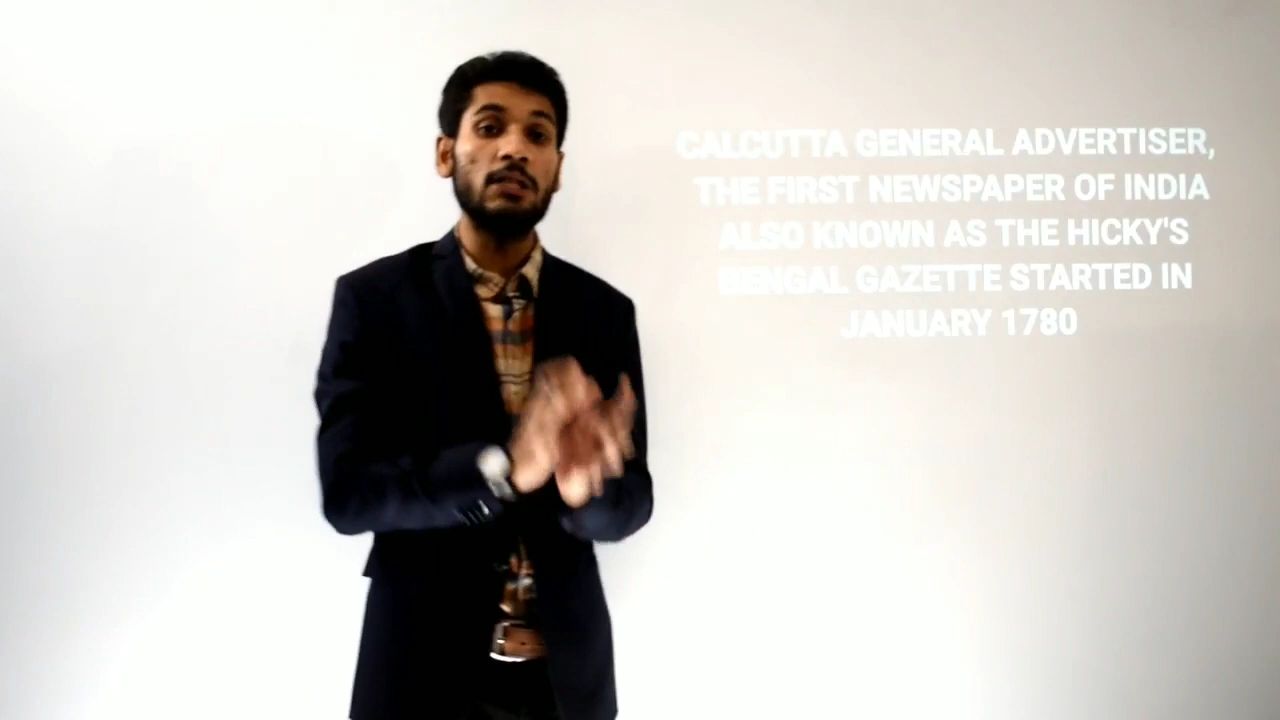 CALCUTTA GENERAL ADVERTISER,
THE FIRST NEWSPAPER OF INDIA
ALSO KNOWN AS THE HICKY'S
BENGAL GAZETTE STARTED IN
JANUARY 1780